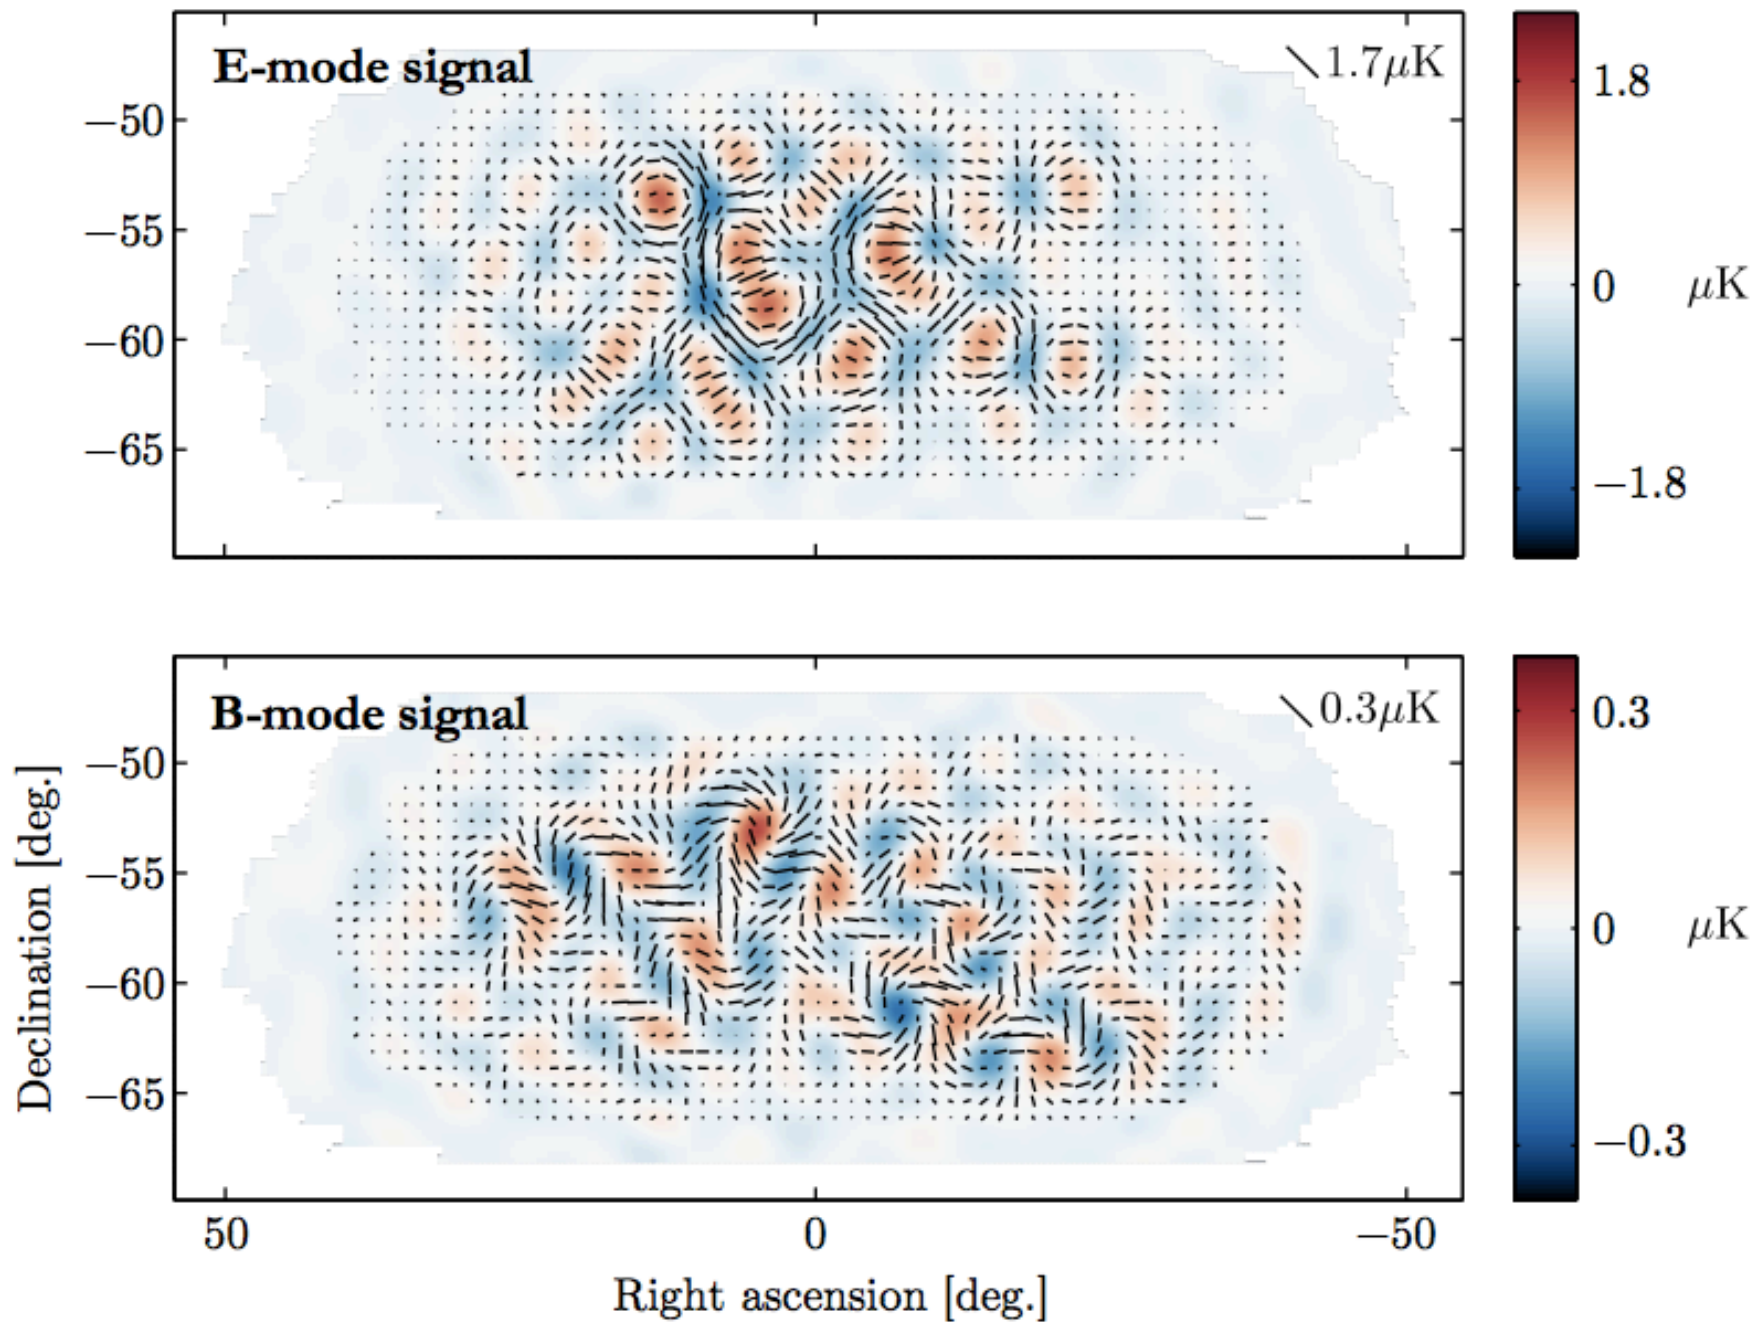 E-mode signal
1.7μK
−50
−55
−60
−65
1.8
0
−1.8
μK
B-mode signal
0.3μK
−50
−55
−60
−65
Declination [deg.]
0.3
0
−0.3
μK
50
0
−50
Right ascension [deg.]